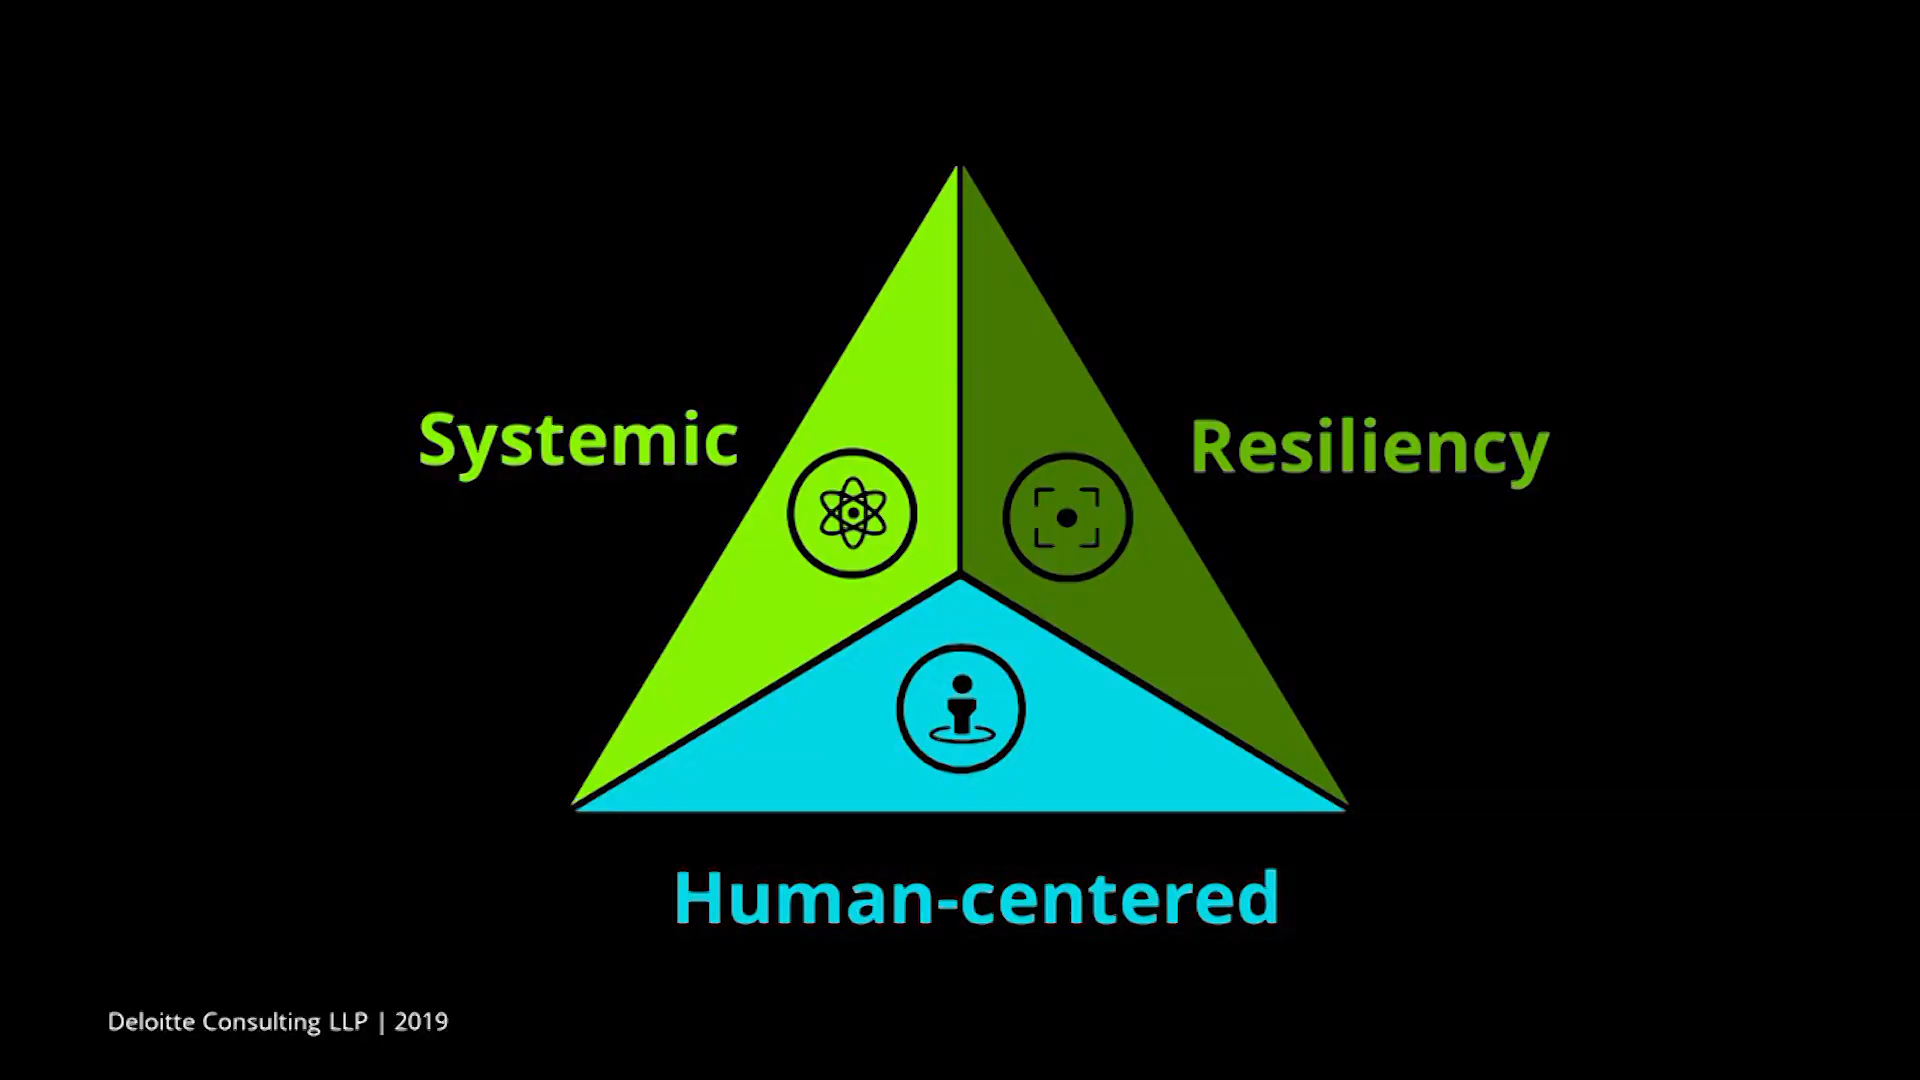 Systemic
Resiliency
Human-centered
Deloitte Consulting LLP | 2019